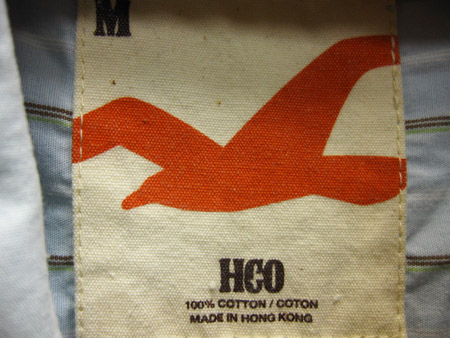 M
HCO
100% COTTON / COTON
MADE IN HONG KONG